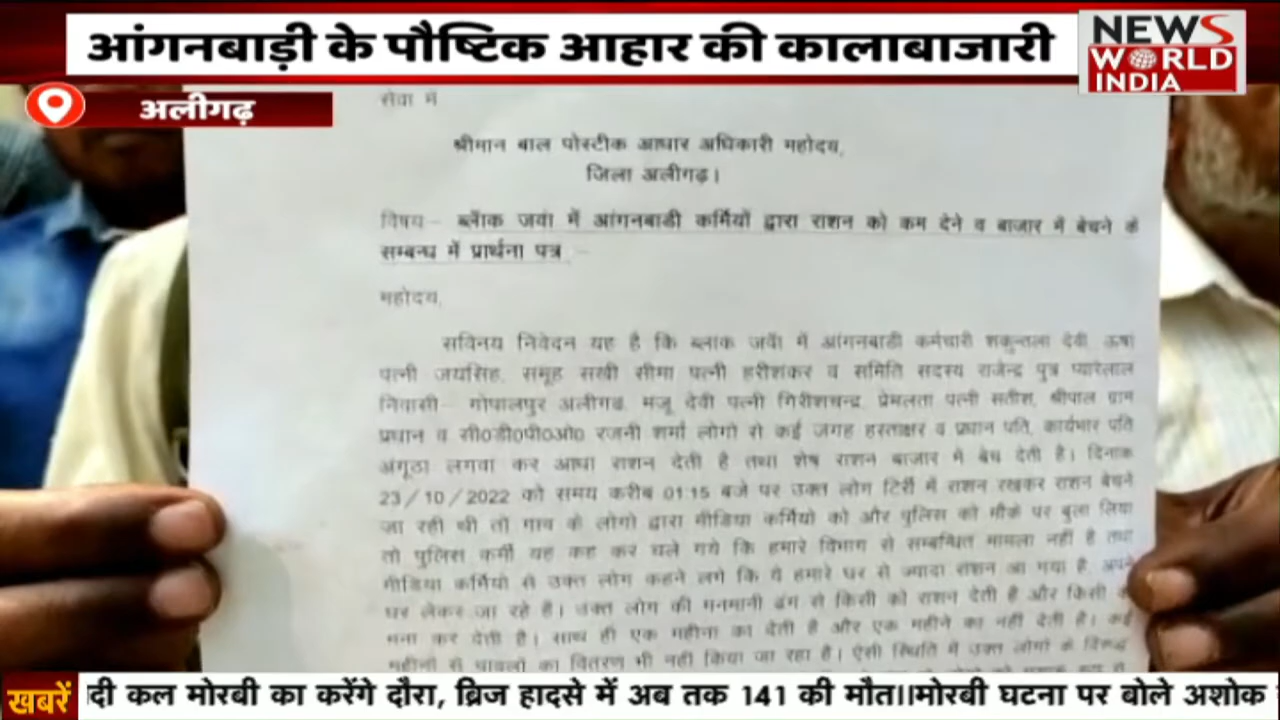 आंगनबाड़ी के पौष्टिक आहार की कालाबाजारी
NEWS
WORLD
INDIA
अलीगढ़
सेवा में
श्रीमान बाल पोस्टीक आधार अधिकारी महोदय,
जिला अलीगढ़।
विषय– ब्लॅाक जवां में आंगनबाडी कर्मियों द्वारा राशन को कम देने व बाजार में बेचने के
सम्बन्ध में प्रार्थना पत्र –
महोदय,
सविनय निवेदन यह है कि ब्लाक जवॅा में आंगनबाडी कर्मचारी शकुन्तला देवी, ऊषा
पत्नी जयसिंह, समूह सखी सीमा पत्नी हरीशंकर व समिति सदस्य राजेन्द्र पुत्र प्यारेलाल
निवासी– गोपालपुर अलीगढ, मंजू देवी पत्नी गिरीशचन्द्र, प्रेमलता पत्नी सतीश, श्रीपाल ग्राम
प्रधान व सी0डी0पी0ओ0 रजनी शर्मा लोगो से कई जगह हस्ताक्षर व प्रधान पति, कार्यभार पति
अंगूठा लगवा कर आधा राशन देती है तथा शेष राशन बाजार में बेच देती है। दिनांक
23/10/2022 को समय करीब 01:15 बजे पर उक्त लोग टिर्री में राशन रखकर राशन बेचने
जा रही थी तो गाव के लोगो द्वारा मीडिया कर्मियो को और पुलिस को मौके पर बुला लिया
तो पुलिस कर्मी यह कह कर चले गये कि हमारे विभाग से सम्बन्धित मामला नहीं है तथा
मीडिया कर्मियो से उक्त लोग कहने लगे कि ये हमारे घर से ज्यादा राशन आ गया है, अपने
घर लेकर जा रहे है। उक्त लोग की मनमानी ढंग से किसी को राशन देती है और किसी को
मना कर देती है। साथ ही एक महीना का देती है और एक महीने का नहीं देती है। कई
महीनों से चावलों का वितरण भी नही किया जा रहा है। ऐसी स्थिति में उक्त लोगो के विरूद्ध
खबरें
दी कल मोरबी का करेंगे दौरा, ब्रिज हादसे में अब तक 141 की मौत।।मोरबी घटना पर बोले अशोक